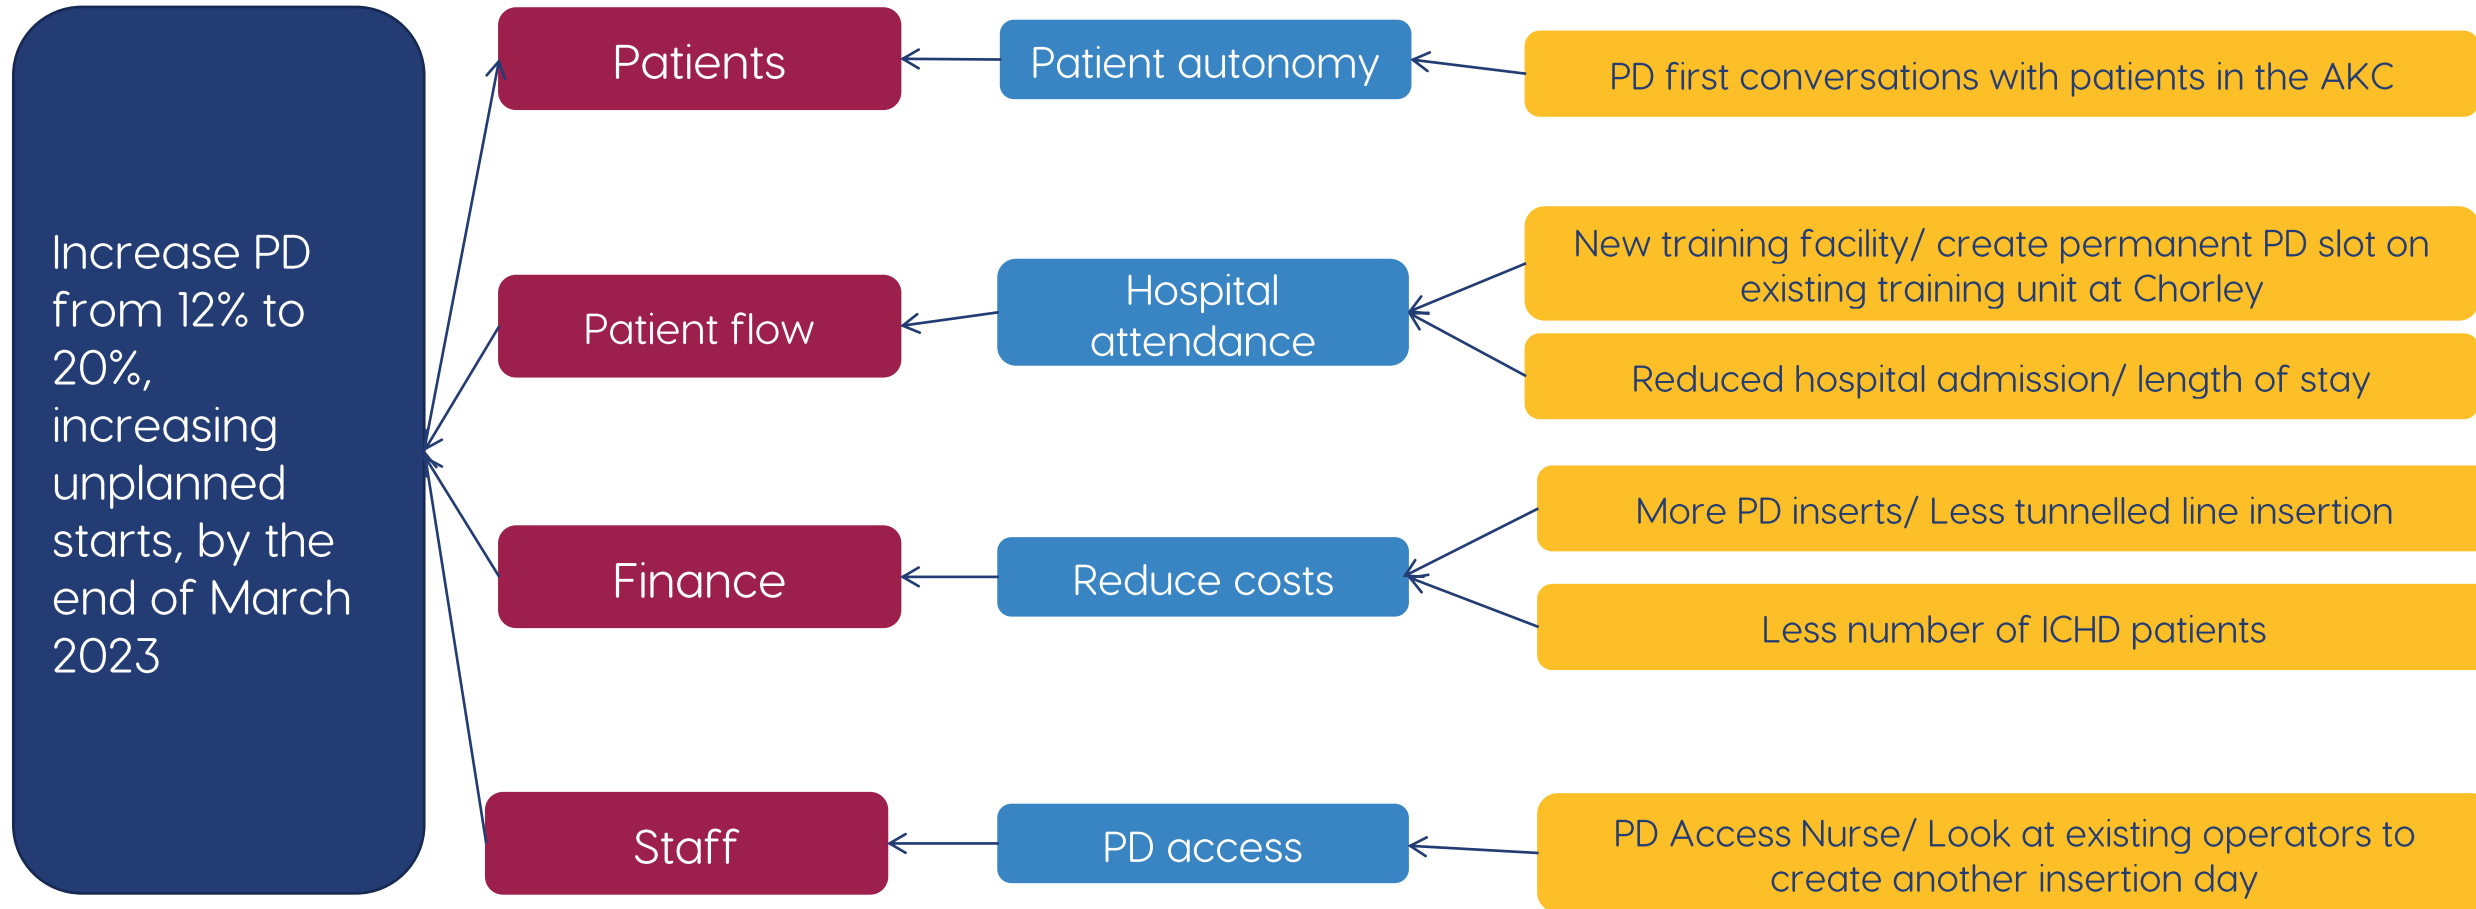 Increase PD
from 12% to
20%,
increasing
unplanned
starts, by the
end of March
2023
Patients
Patient autonomy
PD first conversations with patients in the AKC
Patient flow
Hospital
attendance
New training facility/ create permanent PD slot on
existing training unit at Chorley
Reduced hospital admission/ length of stay
Finance
Reduce costs
More PD inserts/ Less tunnelled line insertion
Less number of ICHD patients
Staff
PD access
PD Access Nurse/ Look at existing operators to
create another insertion day